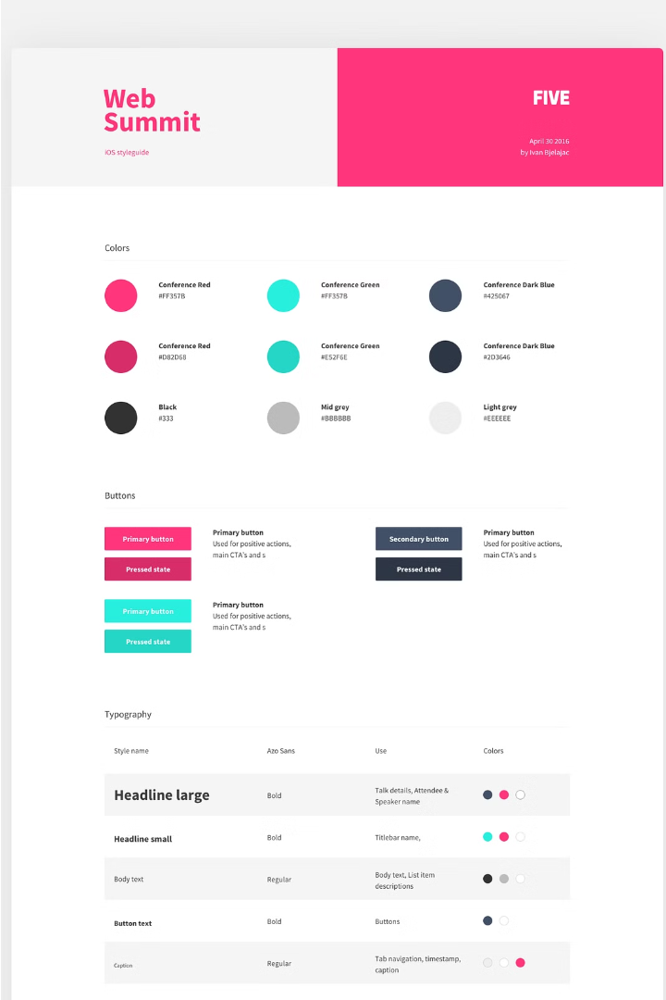 Web
Summit
iOS styleguide
FIVE
April 30 2016
by Ivan Bjelajac
Colors
Conference Red
#FF357B
Conference Green
#FF357B
Conference Dark Blue
#425067
Conference Red
#D82D68
Conference Green
#E52F6E
Conference Dark Blue
#2D3646
Black
#333
Mid grey
#BBBBBB
Light grey
#EEEEEE
Buttons
Primary button
Pressed state
Primary button
Used for positive actions,
main CTA's and s
Secondary button
Pressed state
Primary button
Used for positive actions,
main CTA's and s
Primary button
Pressed state
Primary button
Used for positive actions,
main CTA's and s
Typography
Style name
Azo Sans
Use
Colors
Headline large
Bold
Talk details, Attendee &
Speaker name
Headline small
Bold
Titlebar name,
Body text
Regular
Body text, List item
descriptions
Button text
Bold
Buttons
Caption
Regular
Tab navigation, timestamp,
caption